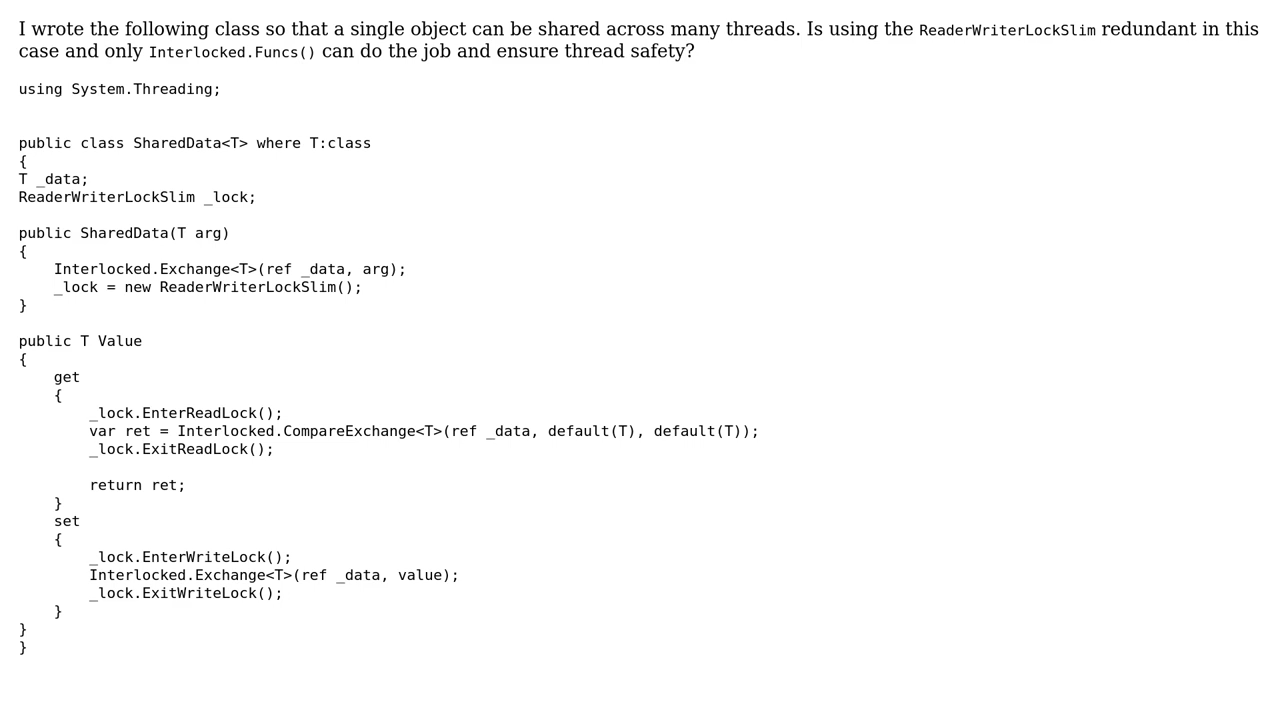 I wrote the following class so that a single object can be shared across many threads. Is using the ReaderWriterLockSlim redundant in this
case and only Interlocked.Funcs() can do the job and ensure thread safety?
using System.Threading;
public class SharedData<T> where T:class
{
T _data;
ReaderWriterLockSlim _lock;
public SharedData(T arg)
{
    Interlocked.Exchange<T>(ref _data, arg);
    _lock = new ReaderWriterLockSlim();
}
public T Value
{
    get
    {
        _lock.EnterReadLock();
        var ret = Interlocked.CompareExchange<T>(ref _data, default(T), default(T));
        _lock.ExitReadLock();
        return ret;
    }
    set
    {
        _lock.EnterWriteLock();
        Interlocked.Exchange<T>(ref _data, value);
        _lock.ExitWriteLock();
    }
}
}